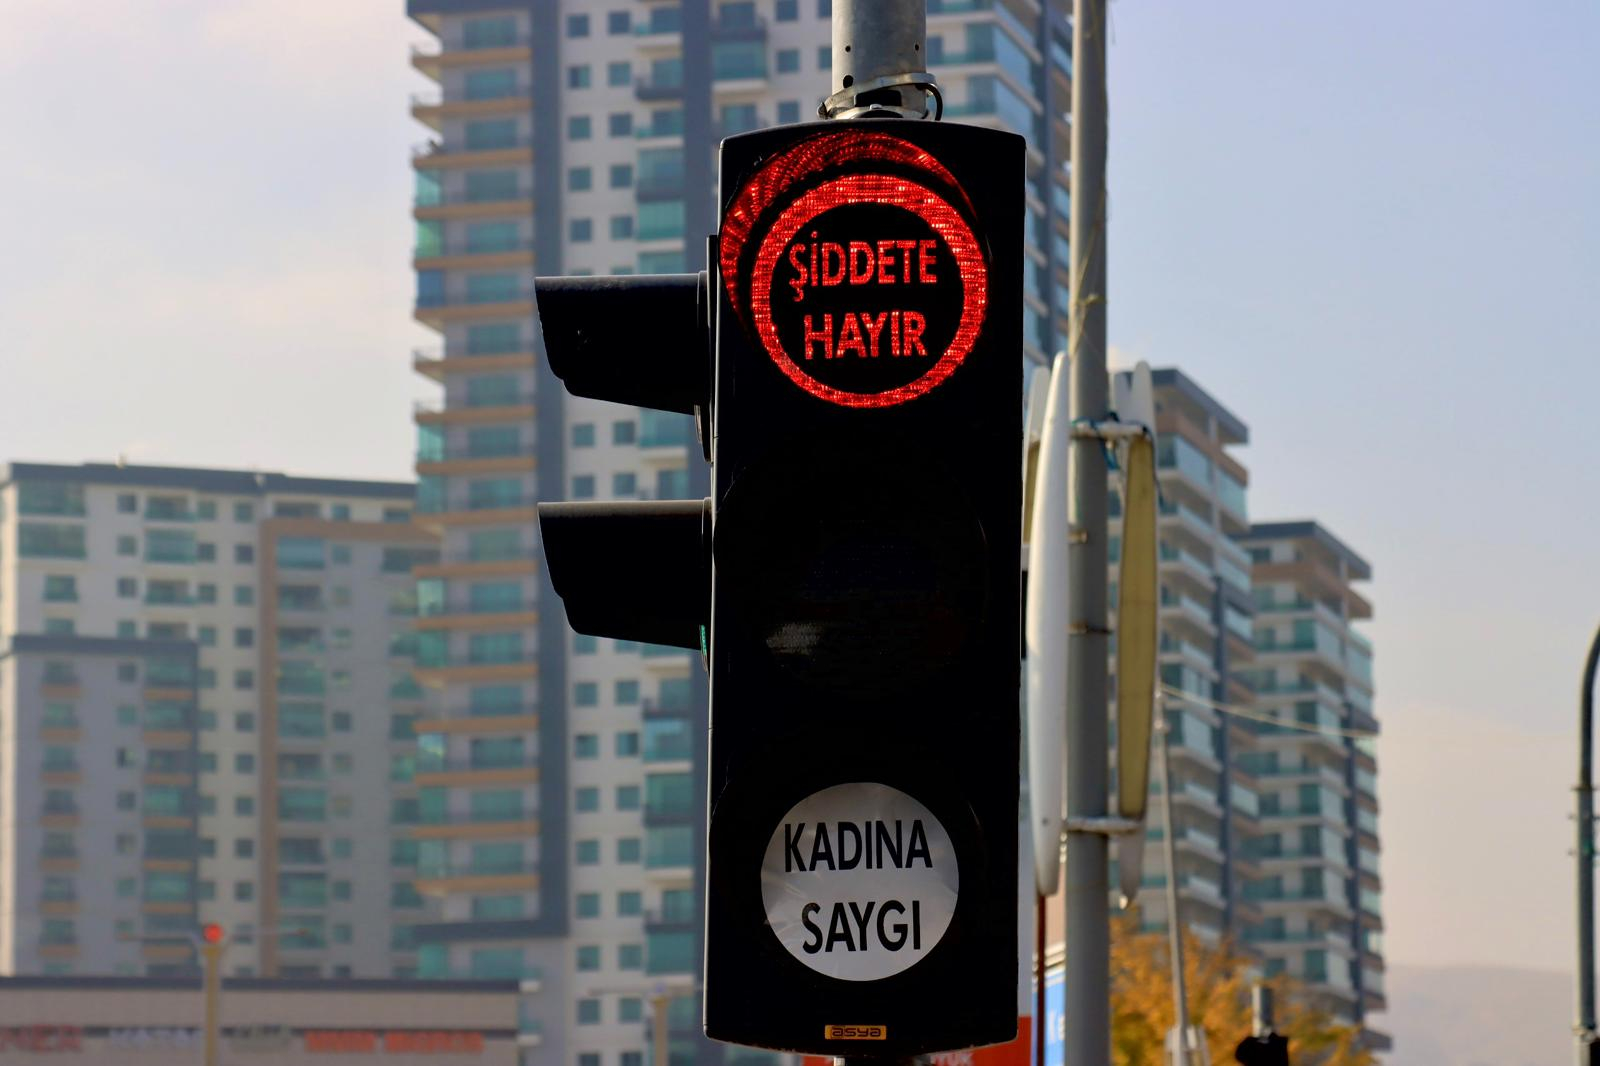 ŞİDDETE
HAYIR
KADINA
SAYGI
asya